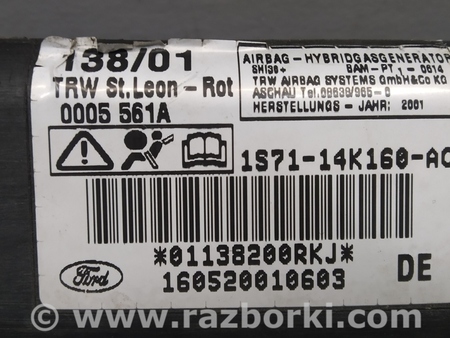 138/01
TRW St.Leon - Rot
0005 561A
AIRBAG - HYBRIDGASGENERATOR
SHI30+ BAM - PT 1 - 0614
TRW AIRBAG SYSTEMS GmbH&Co KG
ASCHAU Tel.08638/965-0
HERSTELLUNGS - JAHR: 2001
1S71-14K160-AC
*01138200RKJ*
160520010603
DE
Ford
www.razborki.com